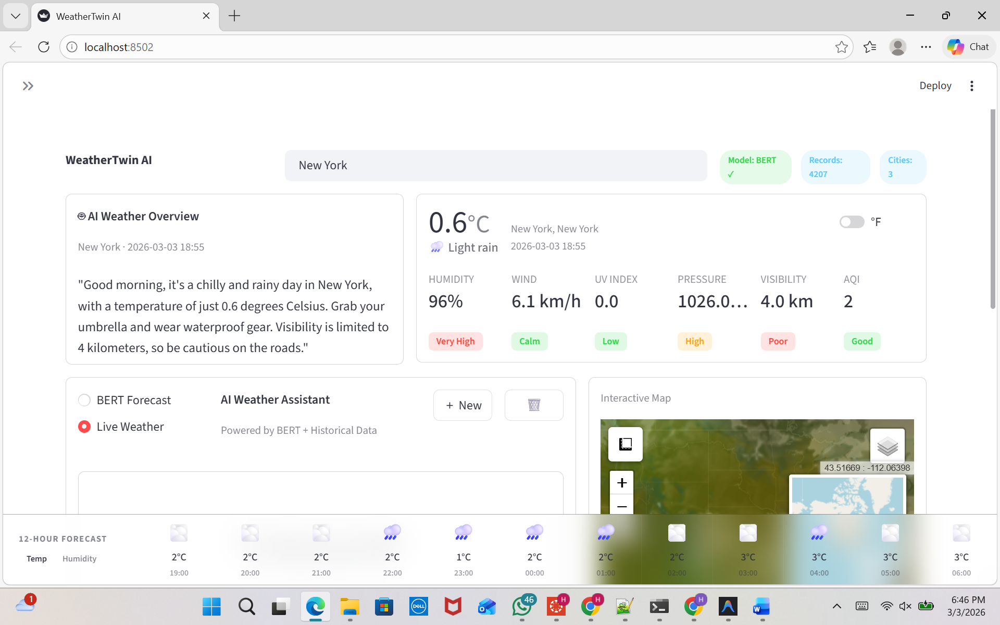 WeatherTwin AI
localhost:8502
Chat
Deploy
WeatherTwin AI
New York
Model: BERT
✓
Records:
4207
Cities:
3
AI Weather Overview
New York · 2026-03-03 18:55
"Good morning, it's a chilly and rainy day in New York,
with a temperature of just 0.6 degrees Celsius. Grab your
umbrella and wear waterproof gear. Visibility is limited to
4 kilometers, so be cautious on the roads."
0.6°C
Light rain
New York, New York
2026-03-03 18:55
°F
HUMIDITY WIND UV INDEX PRESSURE VISIBILITY AQI
96% 6.1 km/h 0.0 1026.0... 4.0 km 2
Very High Calm Low High Poor Good
BERT Forecast
Live Weather
AI Weather Assistant
Powered by BERT + Historical Data
+ New
Interactive Map
43.51669 : -112.06398
+
−
12-HOUR FORECAST
Temp Humidity
2°C 2°C 2°C 2°C 1°C 2°C 2°C 2°C 3°C 3°C 3°C 3°C
19:00 20:00 21:00 22:00 23:00 00:00 01:00 02:00 03:00 04:00 05:00 06:00
1
DELL
46
H
H
H
W
6:46 PM
3/3/2026